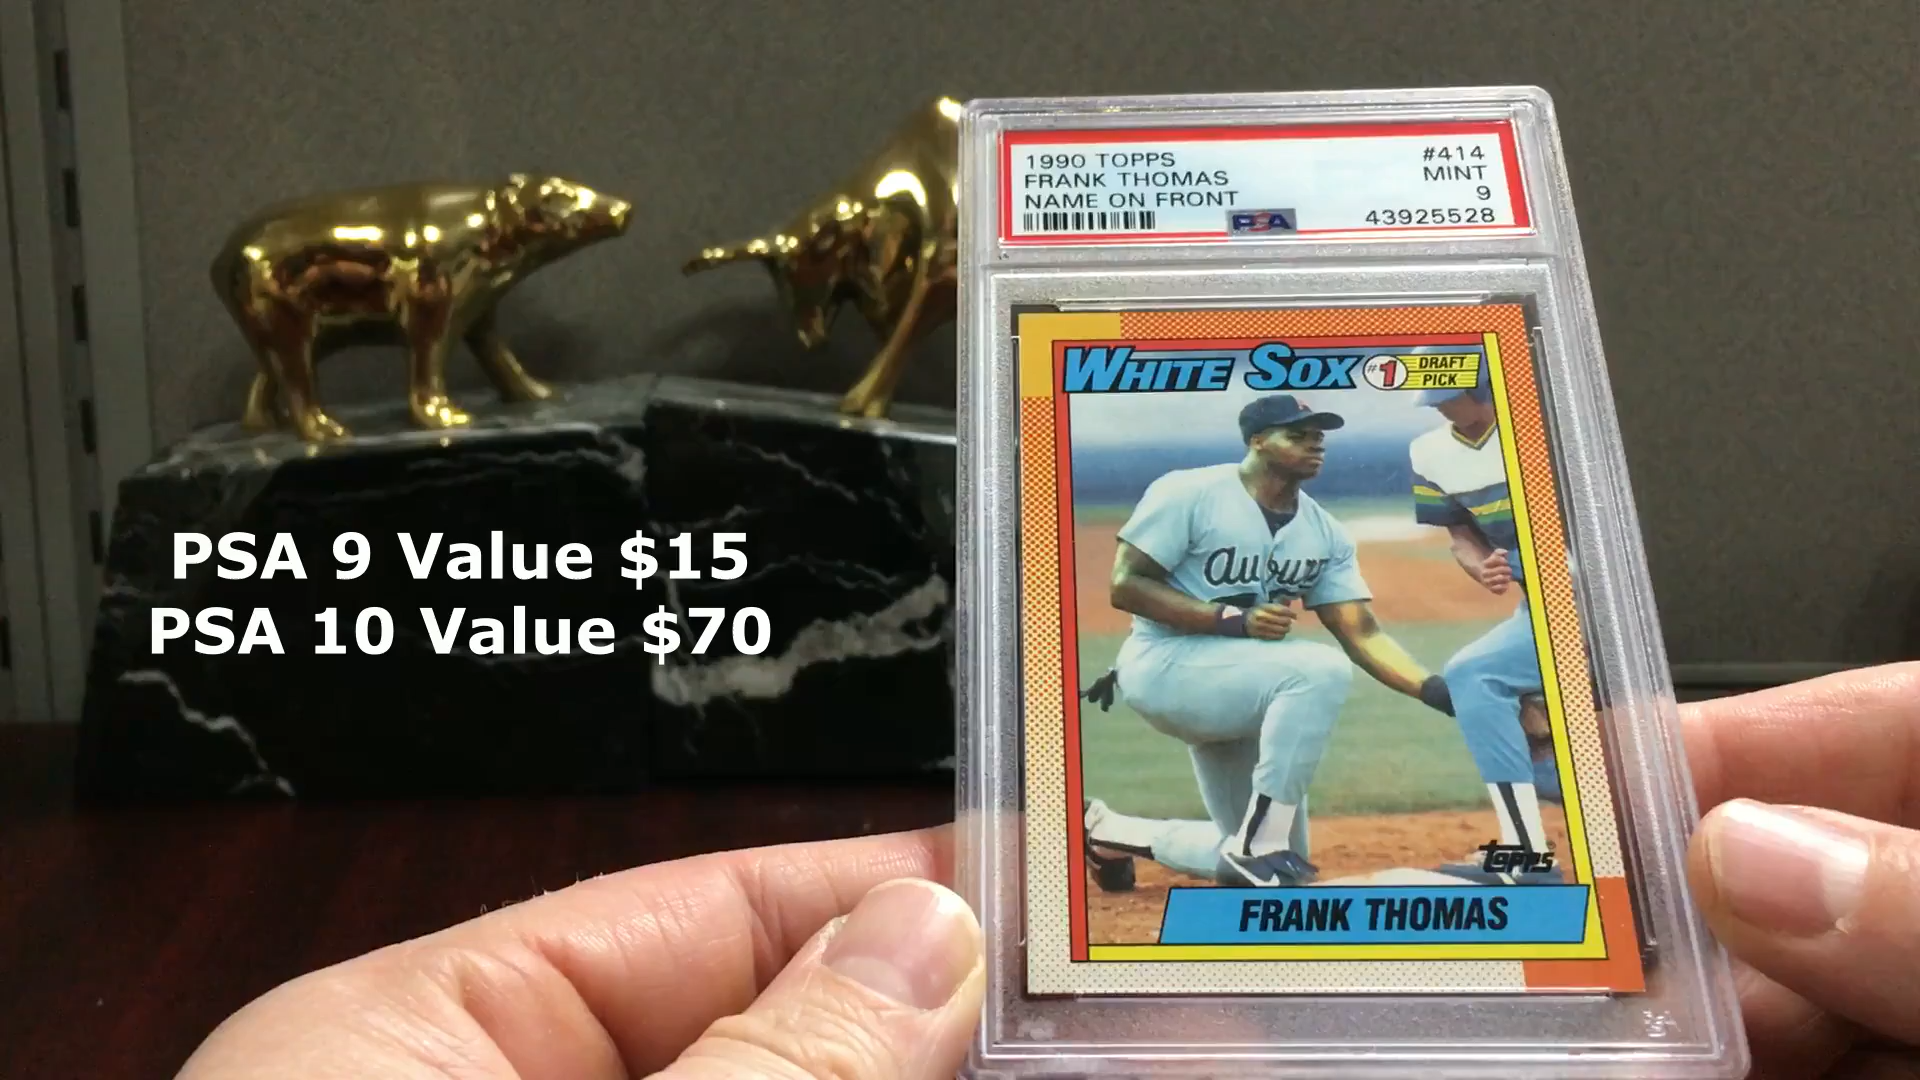 PSA 9 Value $15
PSA 10 Value $70
1990 TOPPS #414
FRANK THOMAS MINT
NAME ON FRONT 9
PSA 43925528
WHITE SOX #1 DRAFT PICK
Auburn
topps
FRANK THOMAS